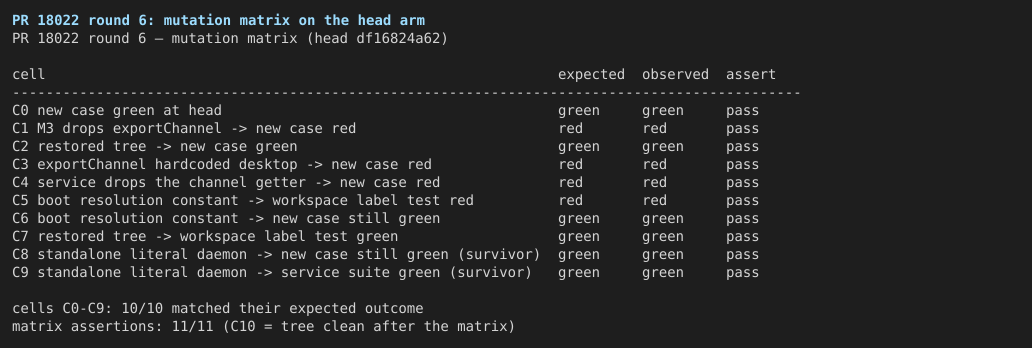 PR 18022 round 6: mutation matrix on the head arm
PR 18022 round 6 — mutation matrix (head df16824a62)
cell expected observed assert
----------------------------------------------------------------------------------------------
C0 new case green at head green green pass
C1 M3 drops exportChannel -> new case red red red pass
C2 restored tree -> new case green green green pass
C3 exportChannel hardcoded desktop -> new case red red red pass
C4 service drops the channel getter -> new case red red red pass
C5 boot resolution constant -> workspace label test red red red pass
C6 boot resolution constant -> new case still green green green pass
C7 restored tree -> workspace label test green green green pass
C8 standalone literal daemon -> new case still green (survivor) green green pass
C9 standalone literal daemon -> service suite green (survivor) green green pass
cells C0-C9: 10/10 matched their expected outcome
matrix assertions: 11/11 (C10 = tree clean after the matrix)